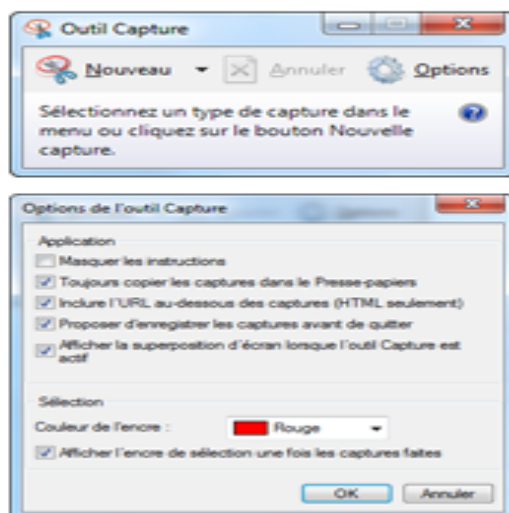 Outil Capture
Nouveau Annuler Options
Sélectionnez un type de capture dans le
menu ou cliquez sur le bouton Nouvelle
capture.
Options de l'outil Capture
Application
Masquer les instructions
Toujours copier les captures dans le Presse-papiers
Inclure l'URL au-dessous des captures (HTML seulement)
Proposer d'enregistrer les captures avant de quitter
Afficher la superposition d'écran lorsque l'outil Capture est
actif
Sélection
Couleur de l'encre : Rouge
Afficher l'encre de sélection une fois les captures faites
OK Annuler